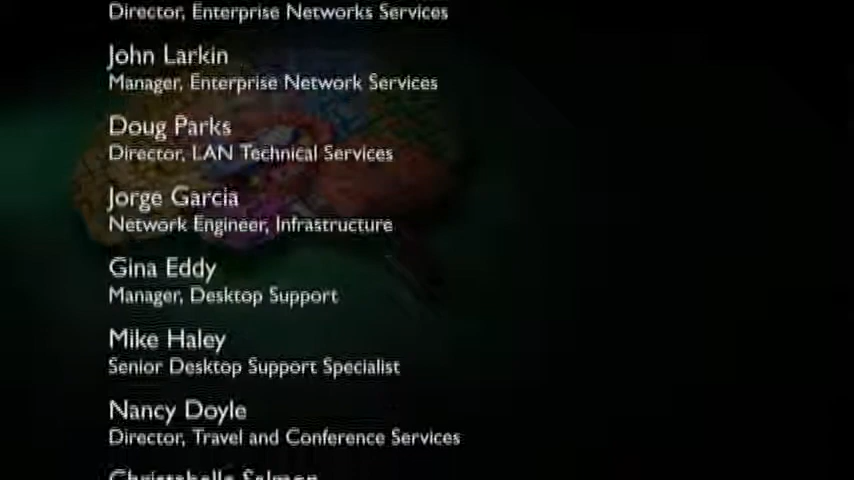 Director, Enterprise Networks Services
John Larkin
Manager, Enterprise Network Services
Doug Parks
Director, LAN Technical Services
Jorge Garcia
Network Engineer, Infrastructure
Gina Eddy
Manager, Desktop Support
Mike Haley
Senior Desktop Support Specialist
Nancy Doyle
Director, Travel and Conference Services